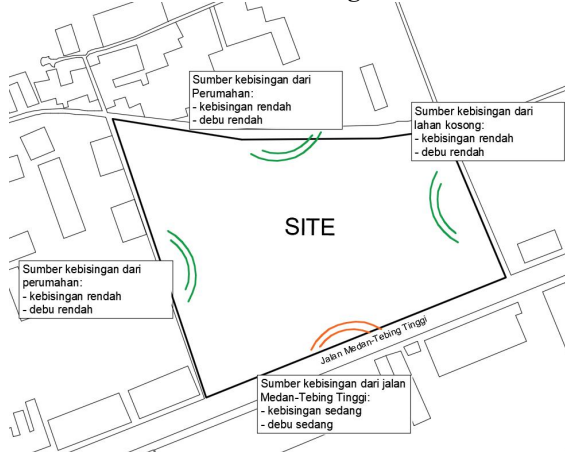 Sumber kebisingan dari
Perumahan:
- kebisingan rendah
- debu rendah
Sumber kebisingan dari
lahan kosong:
- kebisingan rendah
- debu rendah
SITE
Sumber kebisingan dari
perumahan:
- kebisingan rendah
- debu rendah
Jalan Medan-Tebing Tinggi
Sumber kebisingan dari jalan
Medan-Tebing Tinggi:
- kebisingan sedang
- debu sedang